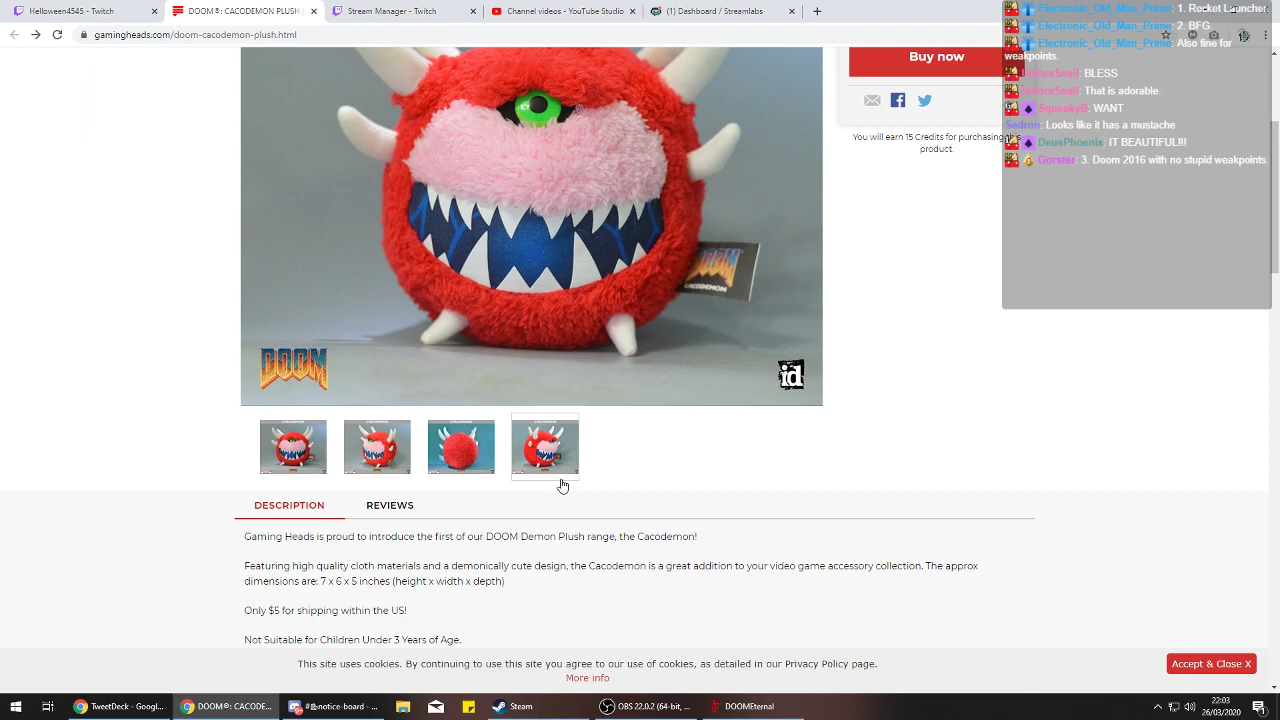 Helloween4545 - Twitch
DOOM®: CACODEMON PLUSH
Stream Manager - Twitch
Channel videos - YouTube Studio
(1) Dashboard / Streamlabs
gamingheads.com/doom-cacodemon-plush.html
Electronic_Old_Man_Prime: 1. Rocket Launcher
Electronic_Old_Man_Prime: 2. BFG
Electronic_Old_Man_Prime: Also fine for
weakpoints.
UmbraSnail: BLESS
UmbraSnail: That is adorable.
SqueakyB: WANT
Sedron: Looks like it has a mustache
DeusPhoenix: IT BEAUTIFUL!!!
Gorster: 3. Doom 2016 with no stupid weakpoints.
Buy now
You will earn 15 Credits for purchasing this
product.
DOOM
CACODEMON
DOOM
id
DESCRIPTION
REVIEWS
Gaming Heads is proud to introduce the first of our DOOM Demon Plush range, the Cacodemon!
Featuring high quality cloth materials and a demonically cute design, the Cacodemon is a great addition to your video game accessory collection. The approx
dimensions are: 7 x 6 x 5 inches (height x width x depth)
Only $5 for shipping within the US!
Not Suitable for Children Under 3 Years of Age.
This site uses cookies. By continuing to use this site you agree to our use of cookies, as detailed in our Privacy Policy page.
More info
Accept & Close X
TweetDeck - Googl...
DOOM®: CACODE...
#🔔notice-board - ...
Steam
OBS 22.0.2 (64-bit, ...
DOOMEternal
22:03
26/03/2020